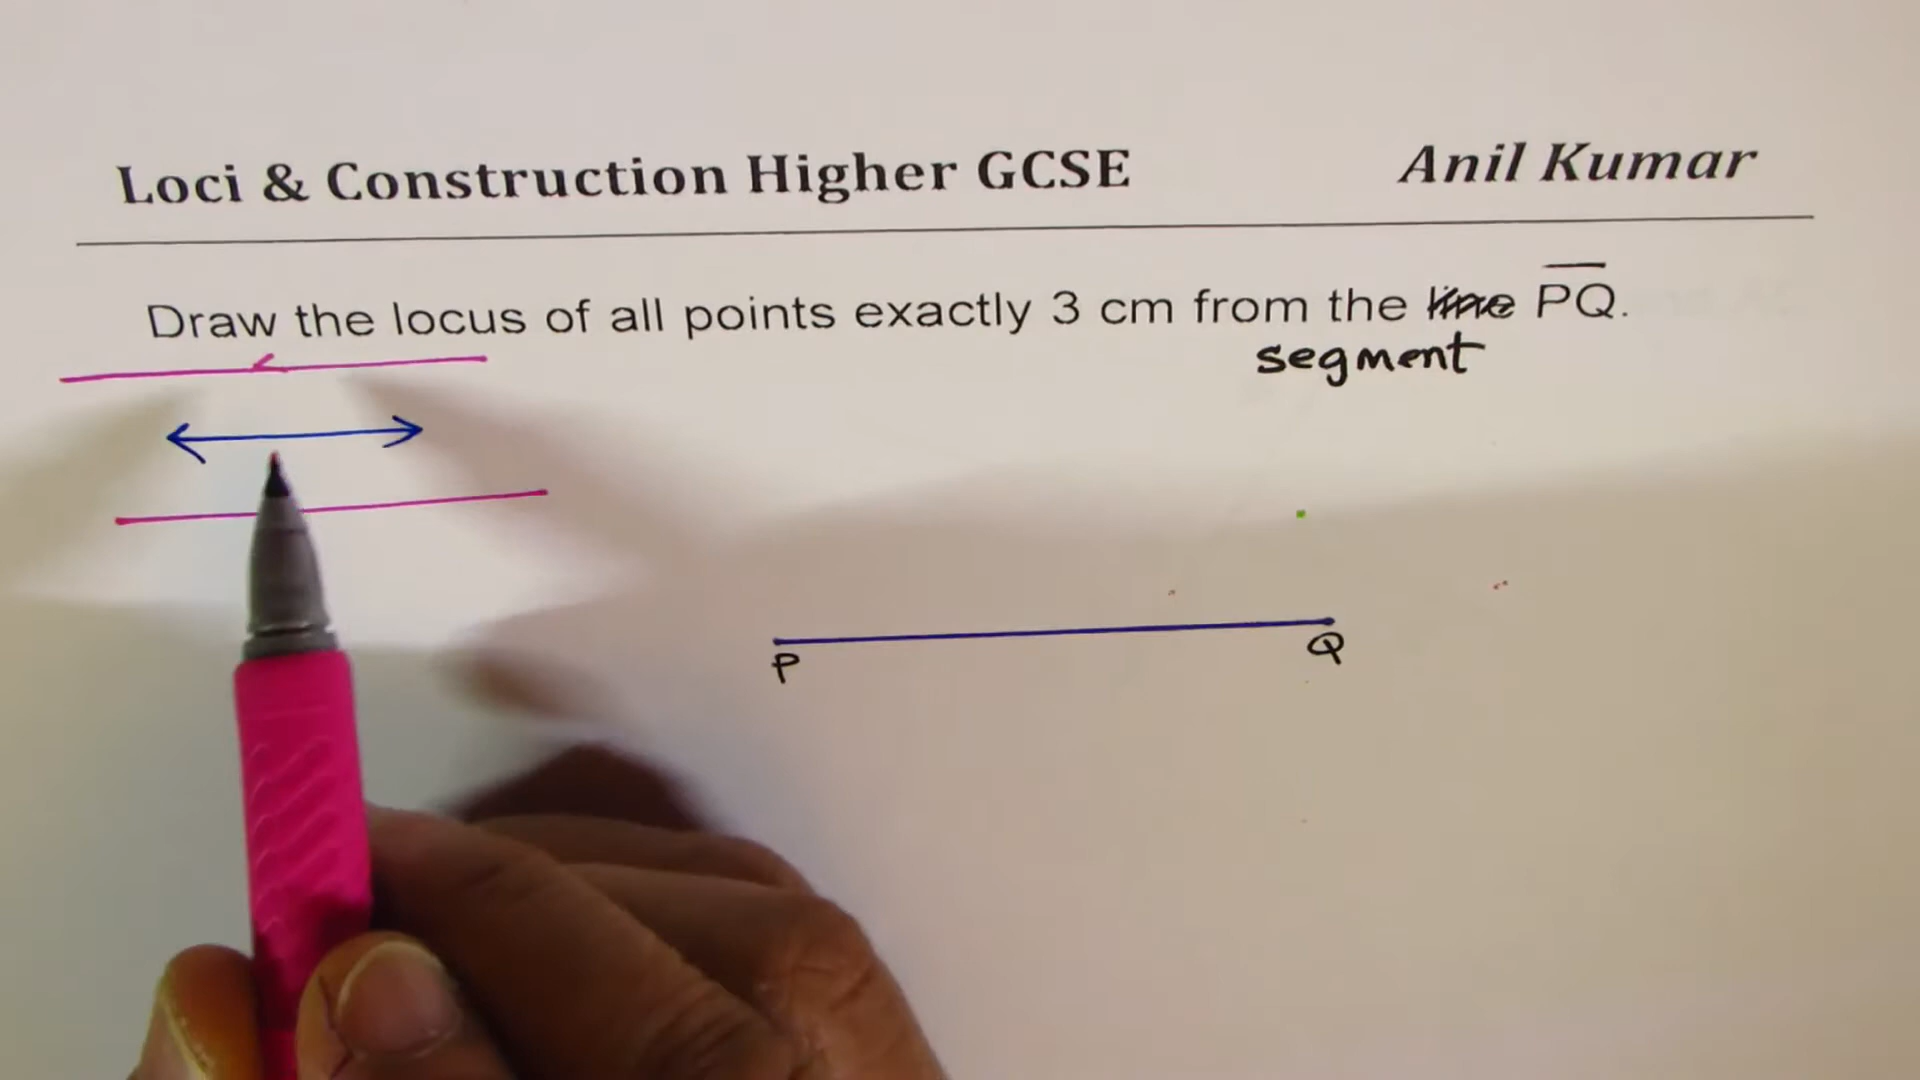 Loci & Construction Higher GCSE Anil Kumar
Draw the locus of all points exactly 3 cm from the line PQ.
segment
P Q